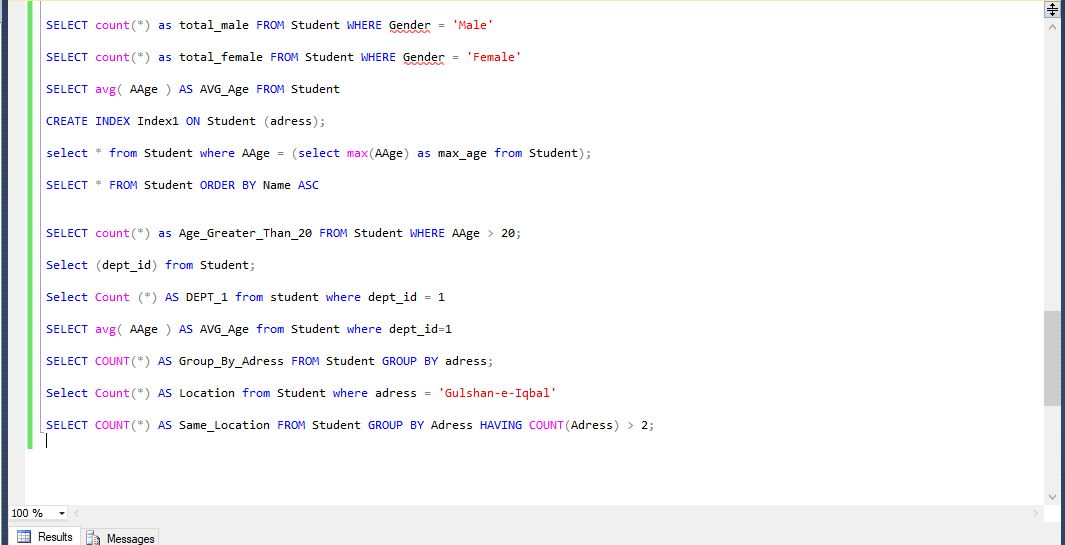 SELECT count(*) as total_male FROM Student WHERE Gender = 'Male'
SELECT count(*) as total_female FROM Student WHERE Gender = 'Female'
SELECT avg( AAge ) AS AVG_Age FROM Student
CREATE INDEX Index1 ON Student (adress);
select * from Student where AAge = (select max(AAge) as max_age from Student);
SELECT * FROM Student ORDER BY Name ASC
SELECT count(*) as Age_Greater_Than_20 FROM Student WHERE AAge > 20;
Select (dept_id) from Student;
Select Count (*) AS DEPT_1 from student where dept_id = 1
SELECT avg( AAge ) AS AVG_Age from Student where dept_id=1
SELECT COUNT(*) AS Group_By_Adress FROM Student GROUP BY adress;
Select Count(*) AS Location from Student where adress = 'Gulshan-e-Iqbal'
SELECT COUNT(*) AS Same_Location FROM Student GROUP BY Adress HAVING COUNT(Adress) > 2;
100 %
Results Messages